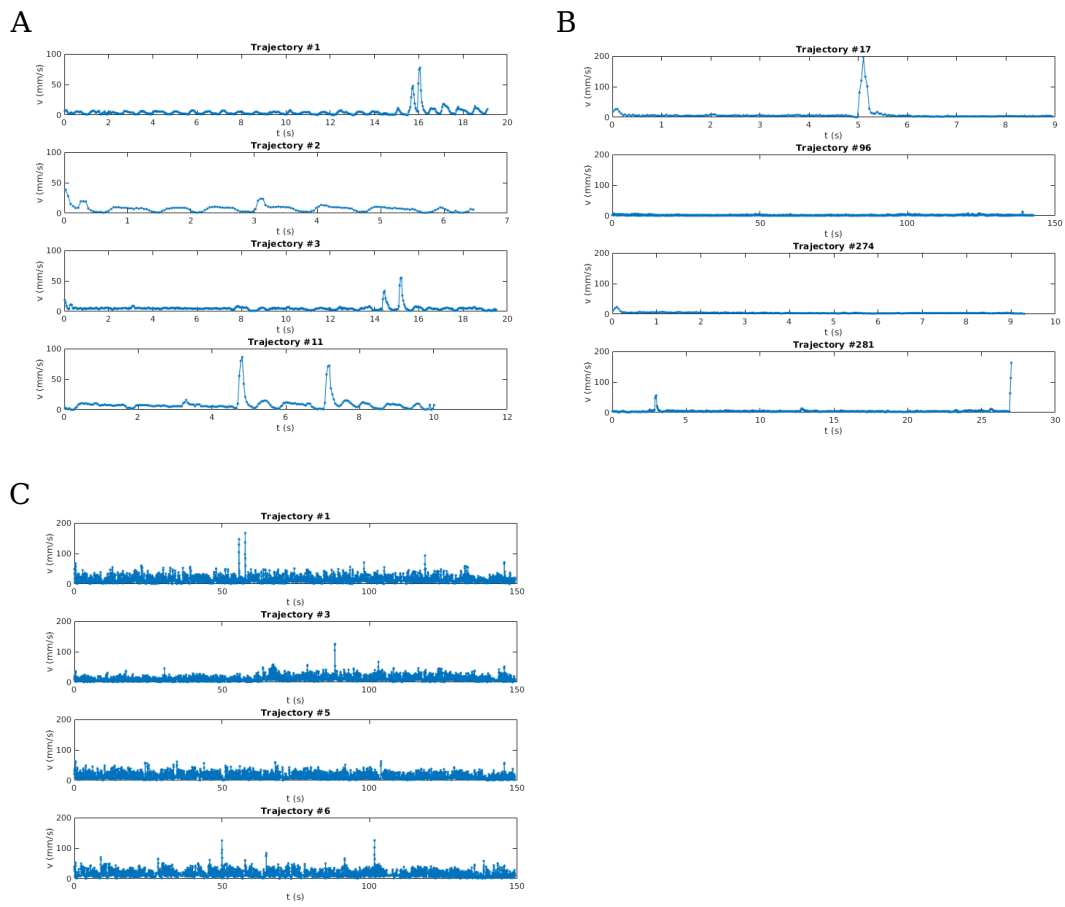 A
Trajectory #1
100
50
0
v (mm/s)
0 2 4 6 8 10 12 14 16 18 20
t (s)
Trajectory #2
100
50
0
v (mm/s)
0 1 2 3 4 5 6 7
t (s)
Trajectory #3
100
50
0
v (mm/s)
0 2 4 6 8 10 12 14 16 18 20
t (s)
Trajectory #11
100
50
0
v (mm/s)
0 2 4 6 8 10 12
t (s)
B
Trajectory #17
200
100
0
v (mm/s)
0 1 2 3 4 5 6 7 8 9
t (s)
Trajectory #96
200
100
0
v (mm/s)
0 50 100 150
t (s)
Trajectory #274
200
100
0
v (mm/s)
0 1 2 3 4 5 6 7 8 9 10
t (s)
Trajectory #281
200
100
0
v (mm/s)
0 5 10 15 20 25 30
t (s)
C
Trajectory #1
200
100
0
v (mm/s)
0 50 100 150
t (s)
Trajectory #3
200
100
0
v (mm/s)
0 50 100 150
t (s)
Trajectory #5
200
100
0
v (mm/s)
0 50 100 150
t (s)
Trajectory #6
200
100
0
v (mm/s)
0 50 100 150
t (s)